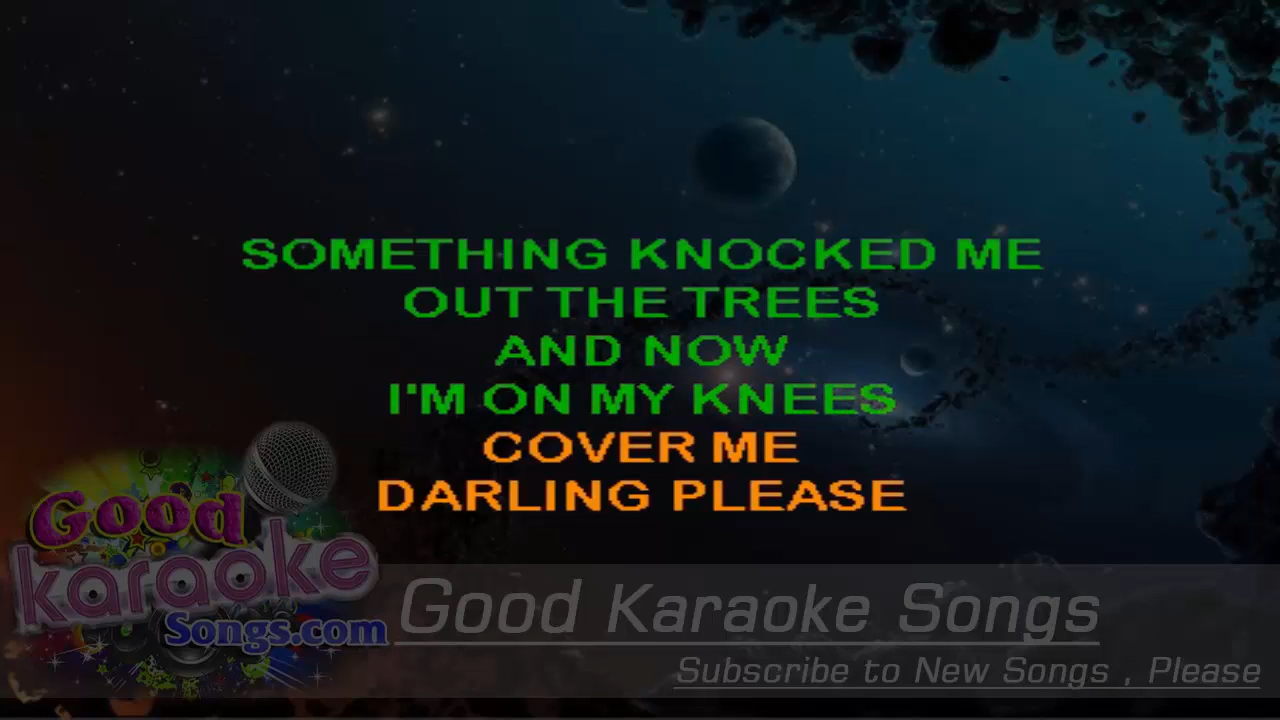 SOMETHING KNOCKED ME
OUT THE TREES
AND NOW
I'M ON MY KNEES
COVER ME
DARLING PLEASE
Good
karaoke
Songs.com
Good Karaoke Songs
Subscribe to New Songs , Please